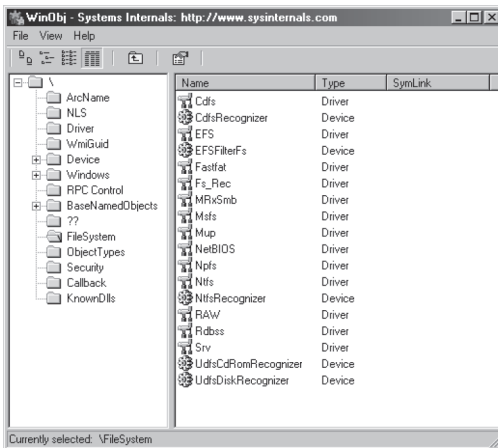 WinObj - Systems Internals: http://www.sysinternals.com
File View Help
\
ArcName
NLS
Driver
WmiGuid
Device
Windows
RPC Control
BaseNamedObjects
??
FileSystem
ObjectTypes
Security
Callback
KnownDlls
Name Type SymLink
Cdfs Driver
CdfsRecognizer Device
EFS Driver
EFSFilterFs Device
Fastfat Driver
Fs_Rec Driver
MRxSmb Driver
Msfs Driver
Mup Driver
NetBIOS Driver
Npfs Driver
Ntfs Driver
NtfsRecognizer Device
RAW Driver
Rdbss Driver
Srv Driver
UdfsCdRomRecognizer Device
UdfsDiskRecognizer Device
Currently selected: \FileSystem